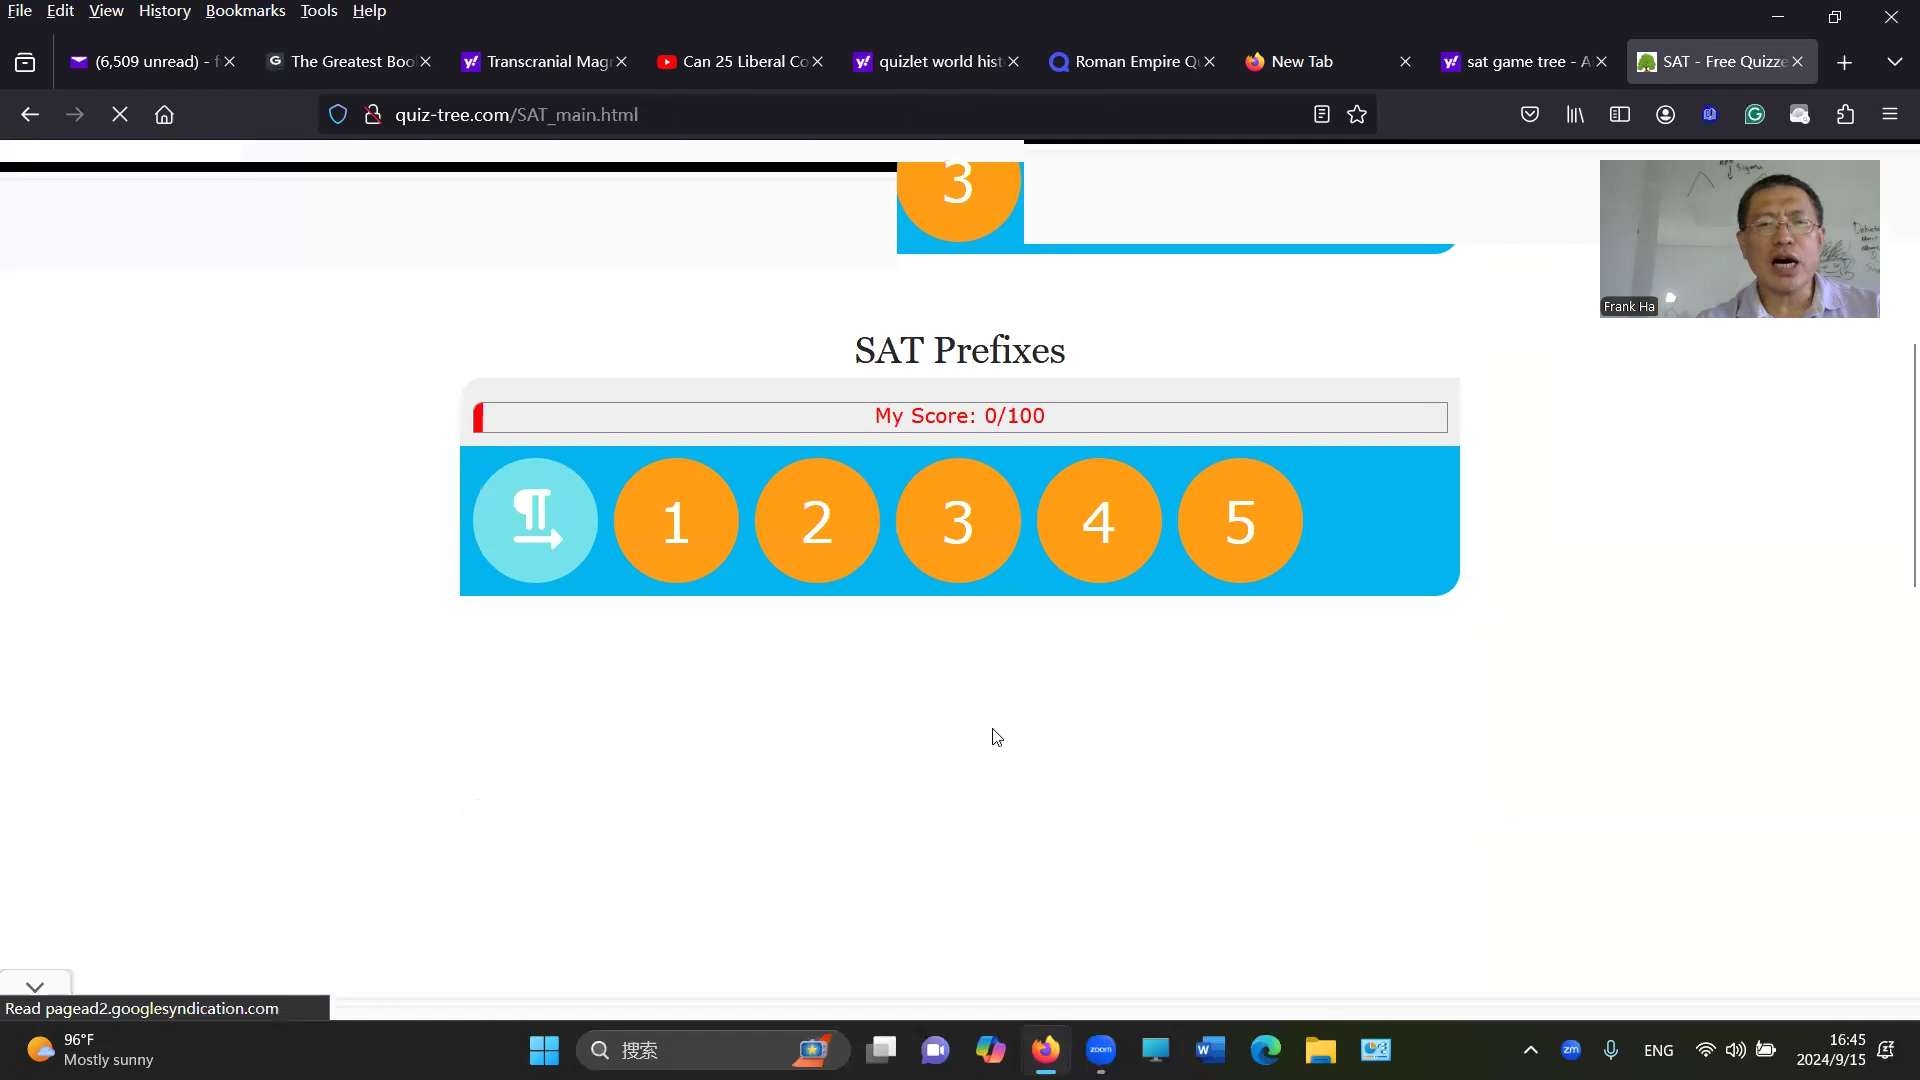 File Edit View History Bookmarks Tools Help
(6,509 unread) - f
The Greatest Boo
Transcranial Mag
Can 25 Liberal Co
quizlet world hist
Roman Empire Q
New Tab
sat game tree - A
SAT - Free Quizze
quiz-tree.com/SAT_main.html
3
Frank Ha
SAT Prefixes
My Score: 0/100
1 2 3 4 5
Read pagead2.googlesyndication.com
96°F
Mostly sunny
搜索
zoom
zm
ENG
16:45
2024/9/15